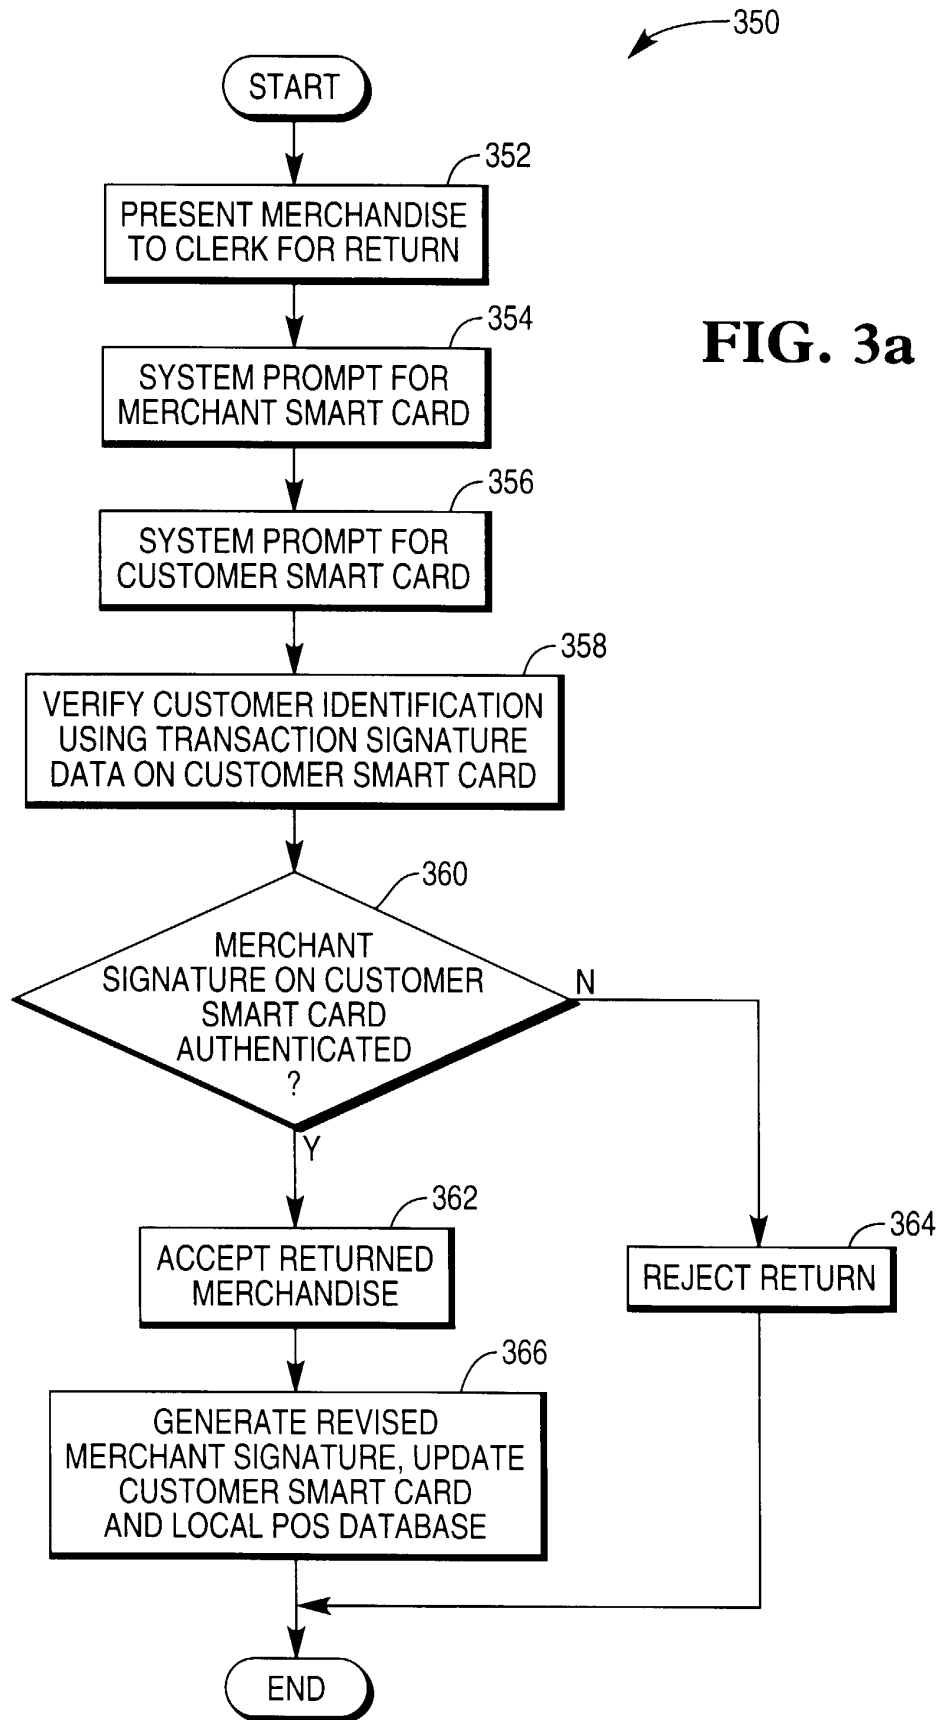 350
START
352
PRESENT MERCHANDISE
TO CLERK FOR RETURN
354
FIG. 3a
SYSTEM PROMPT FOR
MERCHANT SMART CARD
356
SYSTEM PROMPT FOR
CUSTOMER SMART CARD
358
VERIFY CUSTOMER IDENTIFICATION
USING TRANSACTION SIGNATURE
DATA ON CUSTOMER SMART CARD
360
MERCHANT
SIGNATURE ON CUSTOMER
SMART CARD
AUTHENTICATED
?
N
Y
362
ACCEPT RETURNED
MERCHANDISE
364
REJECT RETURN
366
GENERATE REVISED
MERCHANT SIGNATURE, UPDATE
CUSTOMER SMART CARD
AND LOCAL POS DATABASE
END